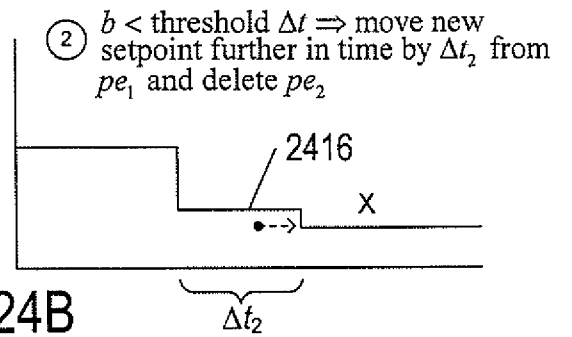 ② b < threshold Δt ⇒ move new
setpoint further in time by Δt₂ from
pe₁ and delete pe₂
2416
X
Δt₂
24B